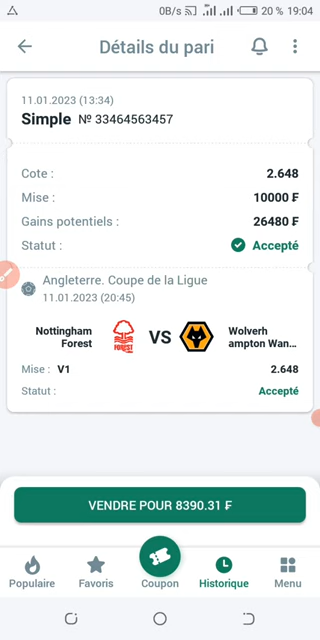 0B/s 20 % 19:04
Détails du pari
11.01.2023 (13:34)
Simple № 33464563457
Cote : 2.648
Mise : 10000 ₣
Gains potentiels : 26480 ₣
Statut : Accepté
Angleterre. Coupe de la Ligue
11.01.2023 (20:45)
Nottingham Forest
FOREST
VS
Wolverh
ampton Wan...
Mise : V1 2.648
Statut : Accepté
VENDRE POUR 8390.31 ₣
Populaire Favoris Coupon Historique Menu